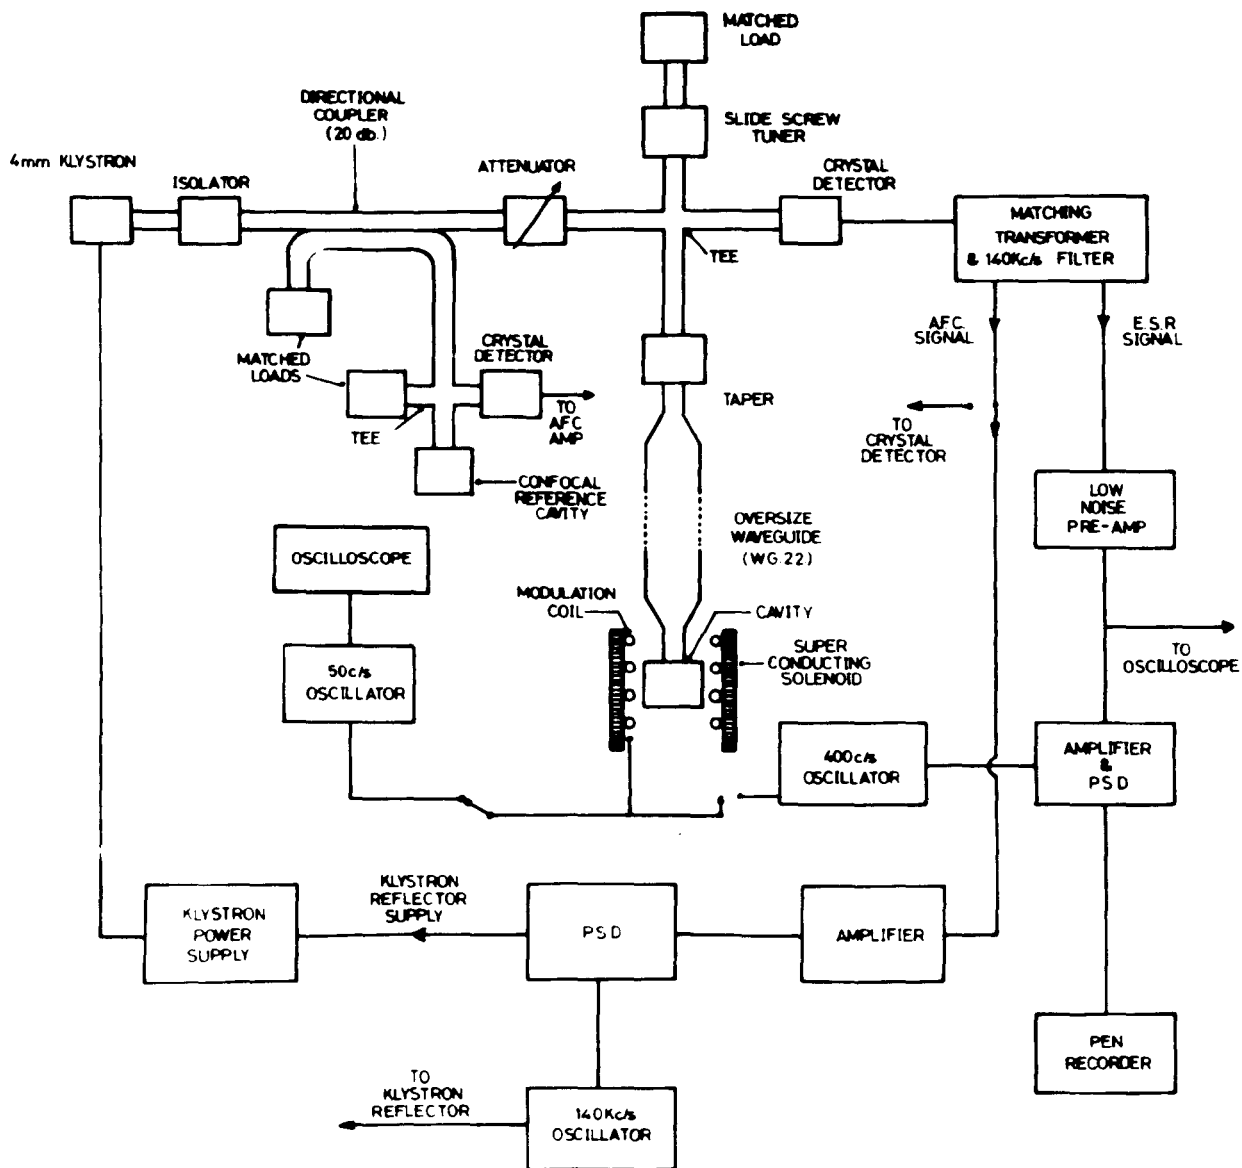 MATCHED
LOAD
DIRECTIONAL
COUPLER
(20 db.)
SLIDE SCREW
TUNER
4mm KLYSTRON
ISOLATOR
ATTENUATOR
CRYSTAL
DETECTOR
MATCHING
TRANSFORMER
& 140Kc/s FILTER
TEE
A.F.C.
SIGNAL
E.S.R
SIGNAL
MATCHED
LOADS
CRYSTAL
DETECTOR
TO
AFC
AMP
TEE
TAPER
TO
CRYSTAL
DETECTOR
CONFOCAL
REFERENCE
CAVITY
LOW
NOISE
PRE-AMP
OVERSIZE
WAVEGUIDE
(WG.22)
OSCILLOSCOPE
MODULATION
COIL
CAVITY
SUPER
CONDUCTING
SOLENOID
TO
OSCILLOSCOPE
50c/s
OSCILLATOR
400c/s
OSCILLATOR
AMPLIFIER
&
PSD
KLYSTRON
REFLECTOR
SUPPLY
KLYSTRON
POWER
SUPPLY
PSD
AMPLIFIER
PEN
RECORDER
TO
KLYSTRON
REFLECTOR
140Kc/s
OSCILLATOR